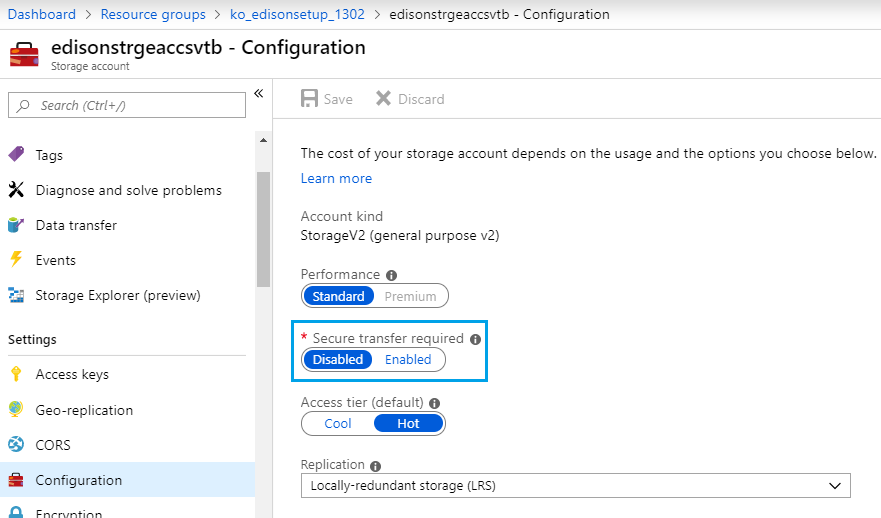 Dashboard > Resource groups > ko_edisonsetup_1302 > edisonstrgeaccsvtb - Configuration
edisonstrgeaccsvtb - Configuration
Storage account
Search (Ctrl+/)
«
Tags
Diagnose and solve problems
Data transfer
Events
Storage Explorer (preview)
Settings
Access keys
Geo-replication
CORS
Configuration
Encryption
Save Discard
The cost of your storage account depends on the usage and the options you choose below.
Learn more
Account kind
StorageV2 (general purpose v2)
Performance
Standard Premium
* Secure transfer required
Disabled Enabled
Access tier (default)
Cool Hot
Replication
Locally-redundant storage (LRS)